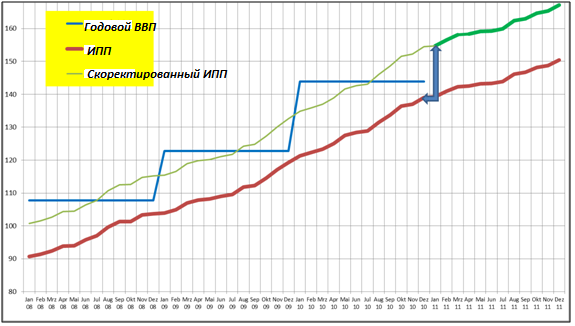 Годовой ВВП
ИПП
Скоректированный ИПП
160
150
140
130
120
110
100
90
80
Jan Feb Mrz Apr Mai Jun Jul Aug Sep Okt Nov Dez Jan Feb Mrz Apr Mai Jun Jul Aug Sep Okt Nov Dez Jan Feb Mrz Apr Mai Jun Jul Aug Sep Okt Nov Dez Jan Feb Mrz Apr Mai Jun Jul Aug Sep Okt Nov Dez
08 08 08 08 08 08 08 08 08 08 08 08 09 09 09 09 09 09 09 09 09 09 09 09 10 10 10 10 10 10 10 10 10 10 10 10 11 11 11 11 11 11 11 11 11 11 11 11